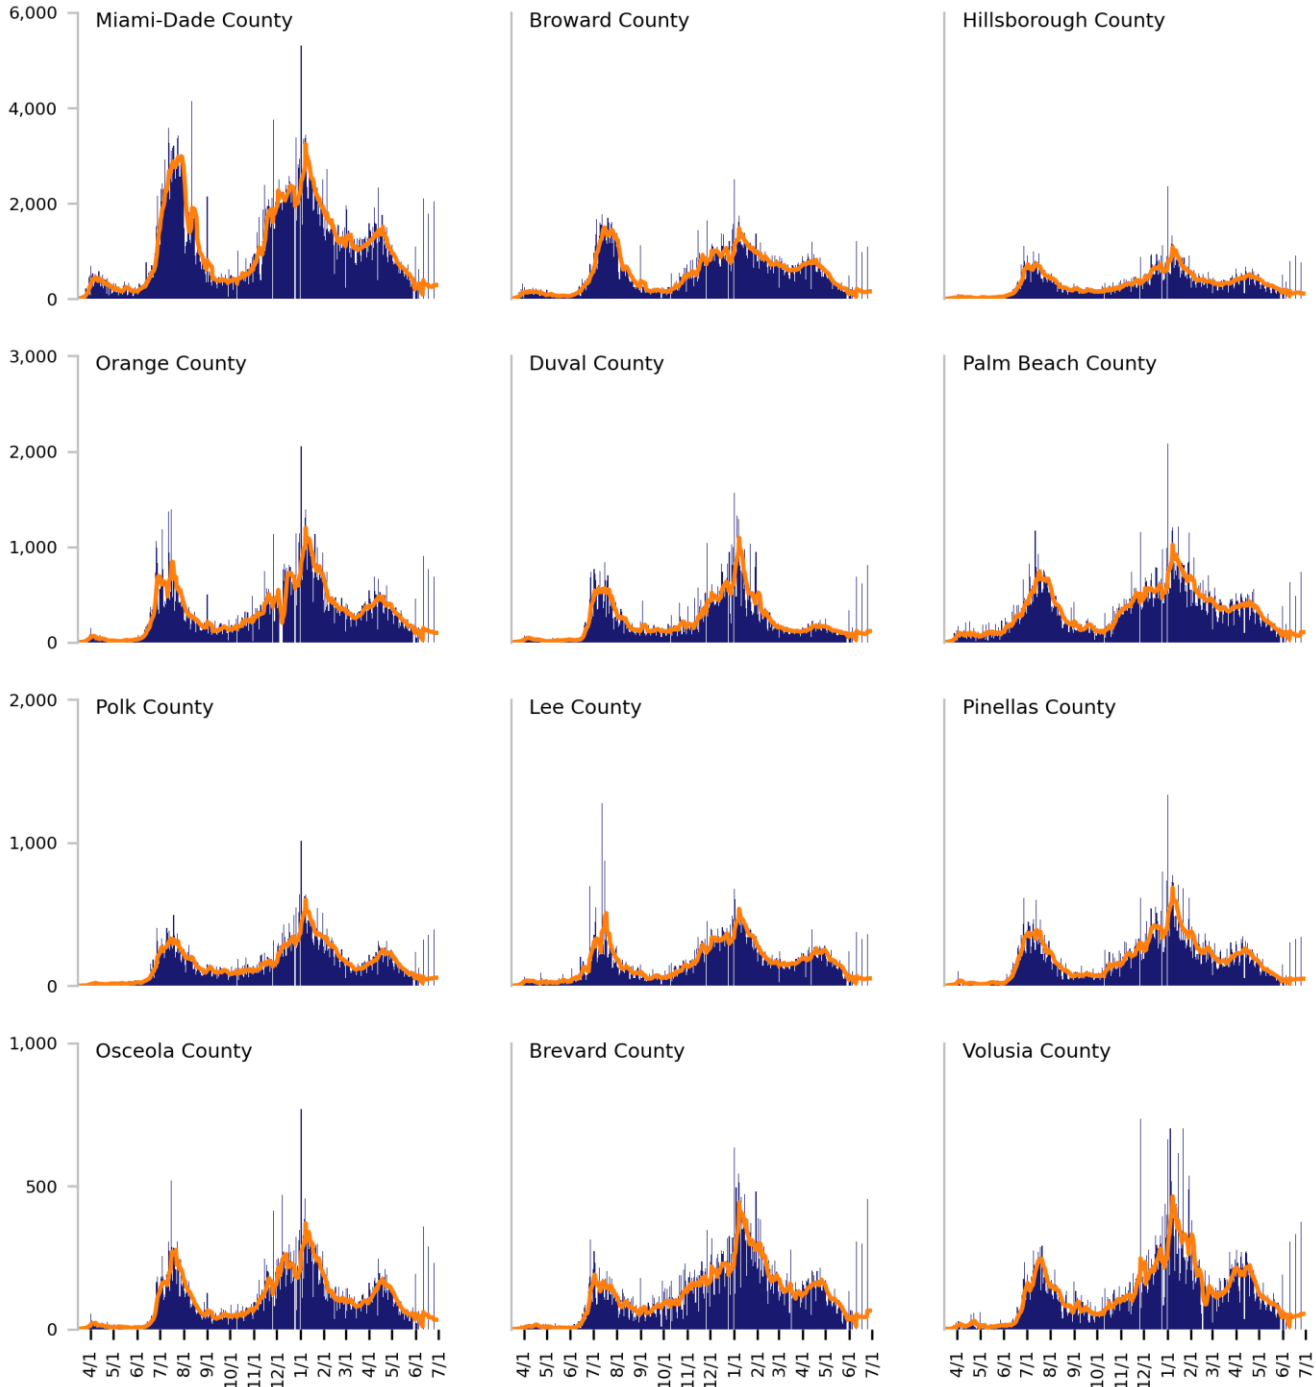 6,000 Miami-Dade County Broward County Hillsborough County
4,000
2,000
0
3,000 Orange County Duval County Palm Beach County
2,000
1,000
0
2,000 Polk County Lee County Pinellas County
1,000
0
1,000 Osceola County Brevard County Volusia County
500
0
4/1 5/1 6/1 7/1 8/1 9/1 10/1 11/1 12/1 1/1 2/1 3/1 4/1 5/1 6/1 7/1 4/1 5/1 6/1 7/1 8/1 9/1 10/1 11/1 12/1 1/1 2/1 3/1 4/1 5/1 6/1 7/1 4/1 5/1 6/1 7/1 8/1 9/1 10/1 11/1 12/1 1/1 2/1 3/1 4/1 5/1 6/1 7/1